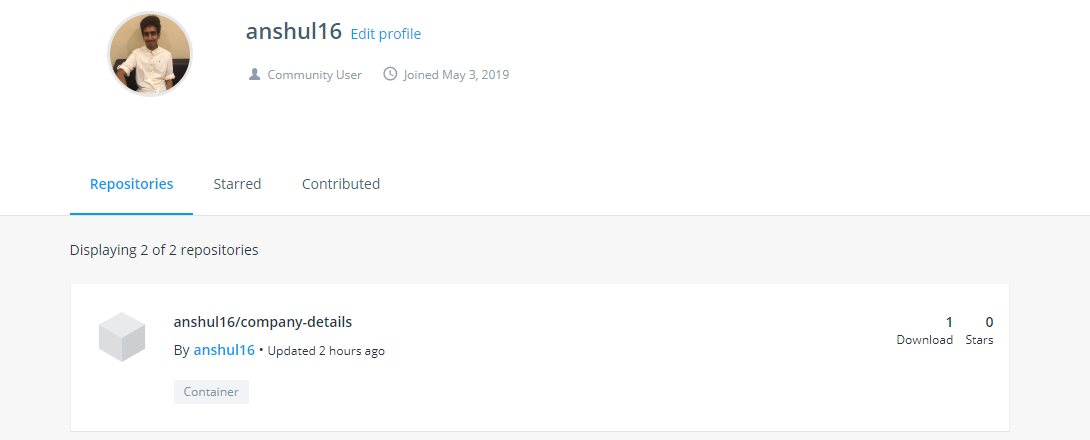 anshul16 Edit profile
Community User Joined May 3, 2019
Repositories Starred Contributed
Displaying 2 of 2 repositories
anshul16/company-details 1 0
By anshul16 • Updated 2 hours ago Download Stars
Container